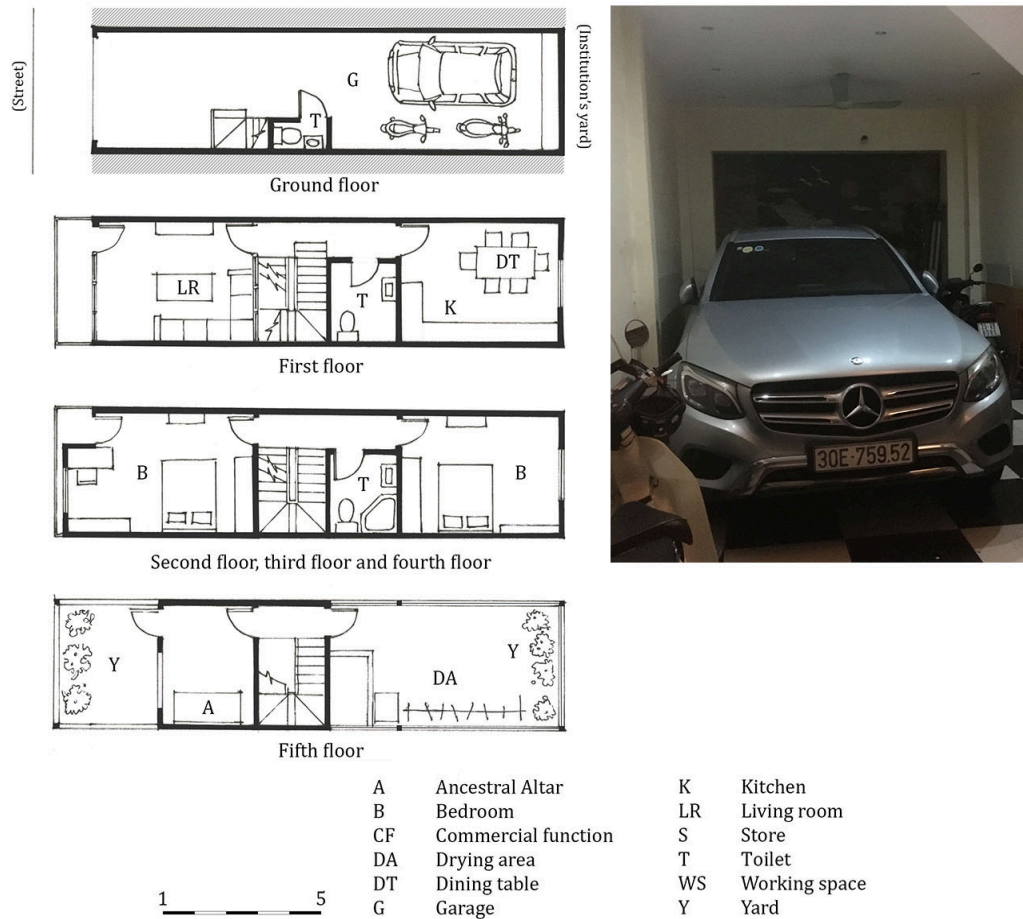 (Street)
G
T
(Institution's yard)
Ground floor
LR
T
K
DT
First floor
B
T
B
Second floor, third floor and fourth floor
Y
A
DA
Y
Fifth floor
30E-759.52
A Ancestral Altar
B Bedroom
CF Commercial function
DA Drying area
DT Dining table
G Garage
K Kitchen
LR Living room
S Store
T Toilet
WS Working space
Y Yard
1 5